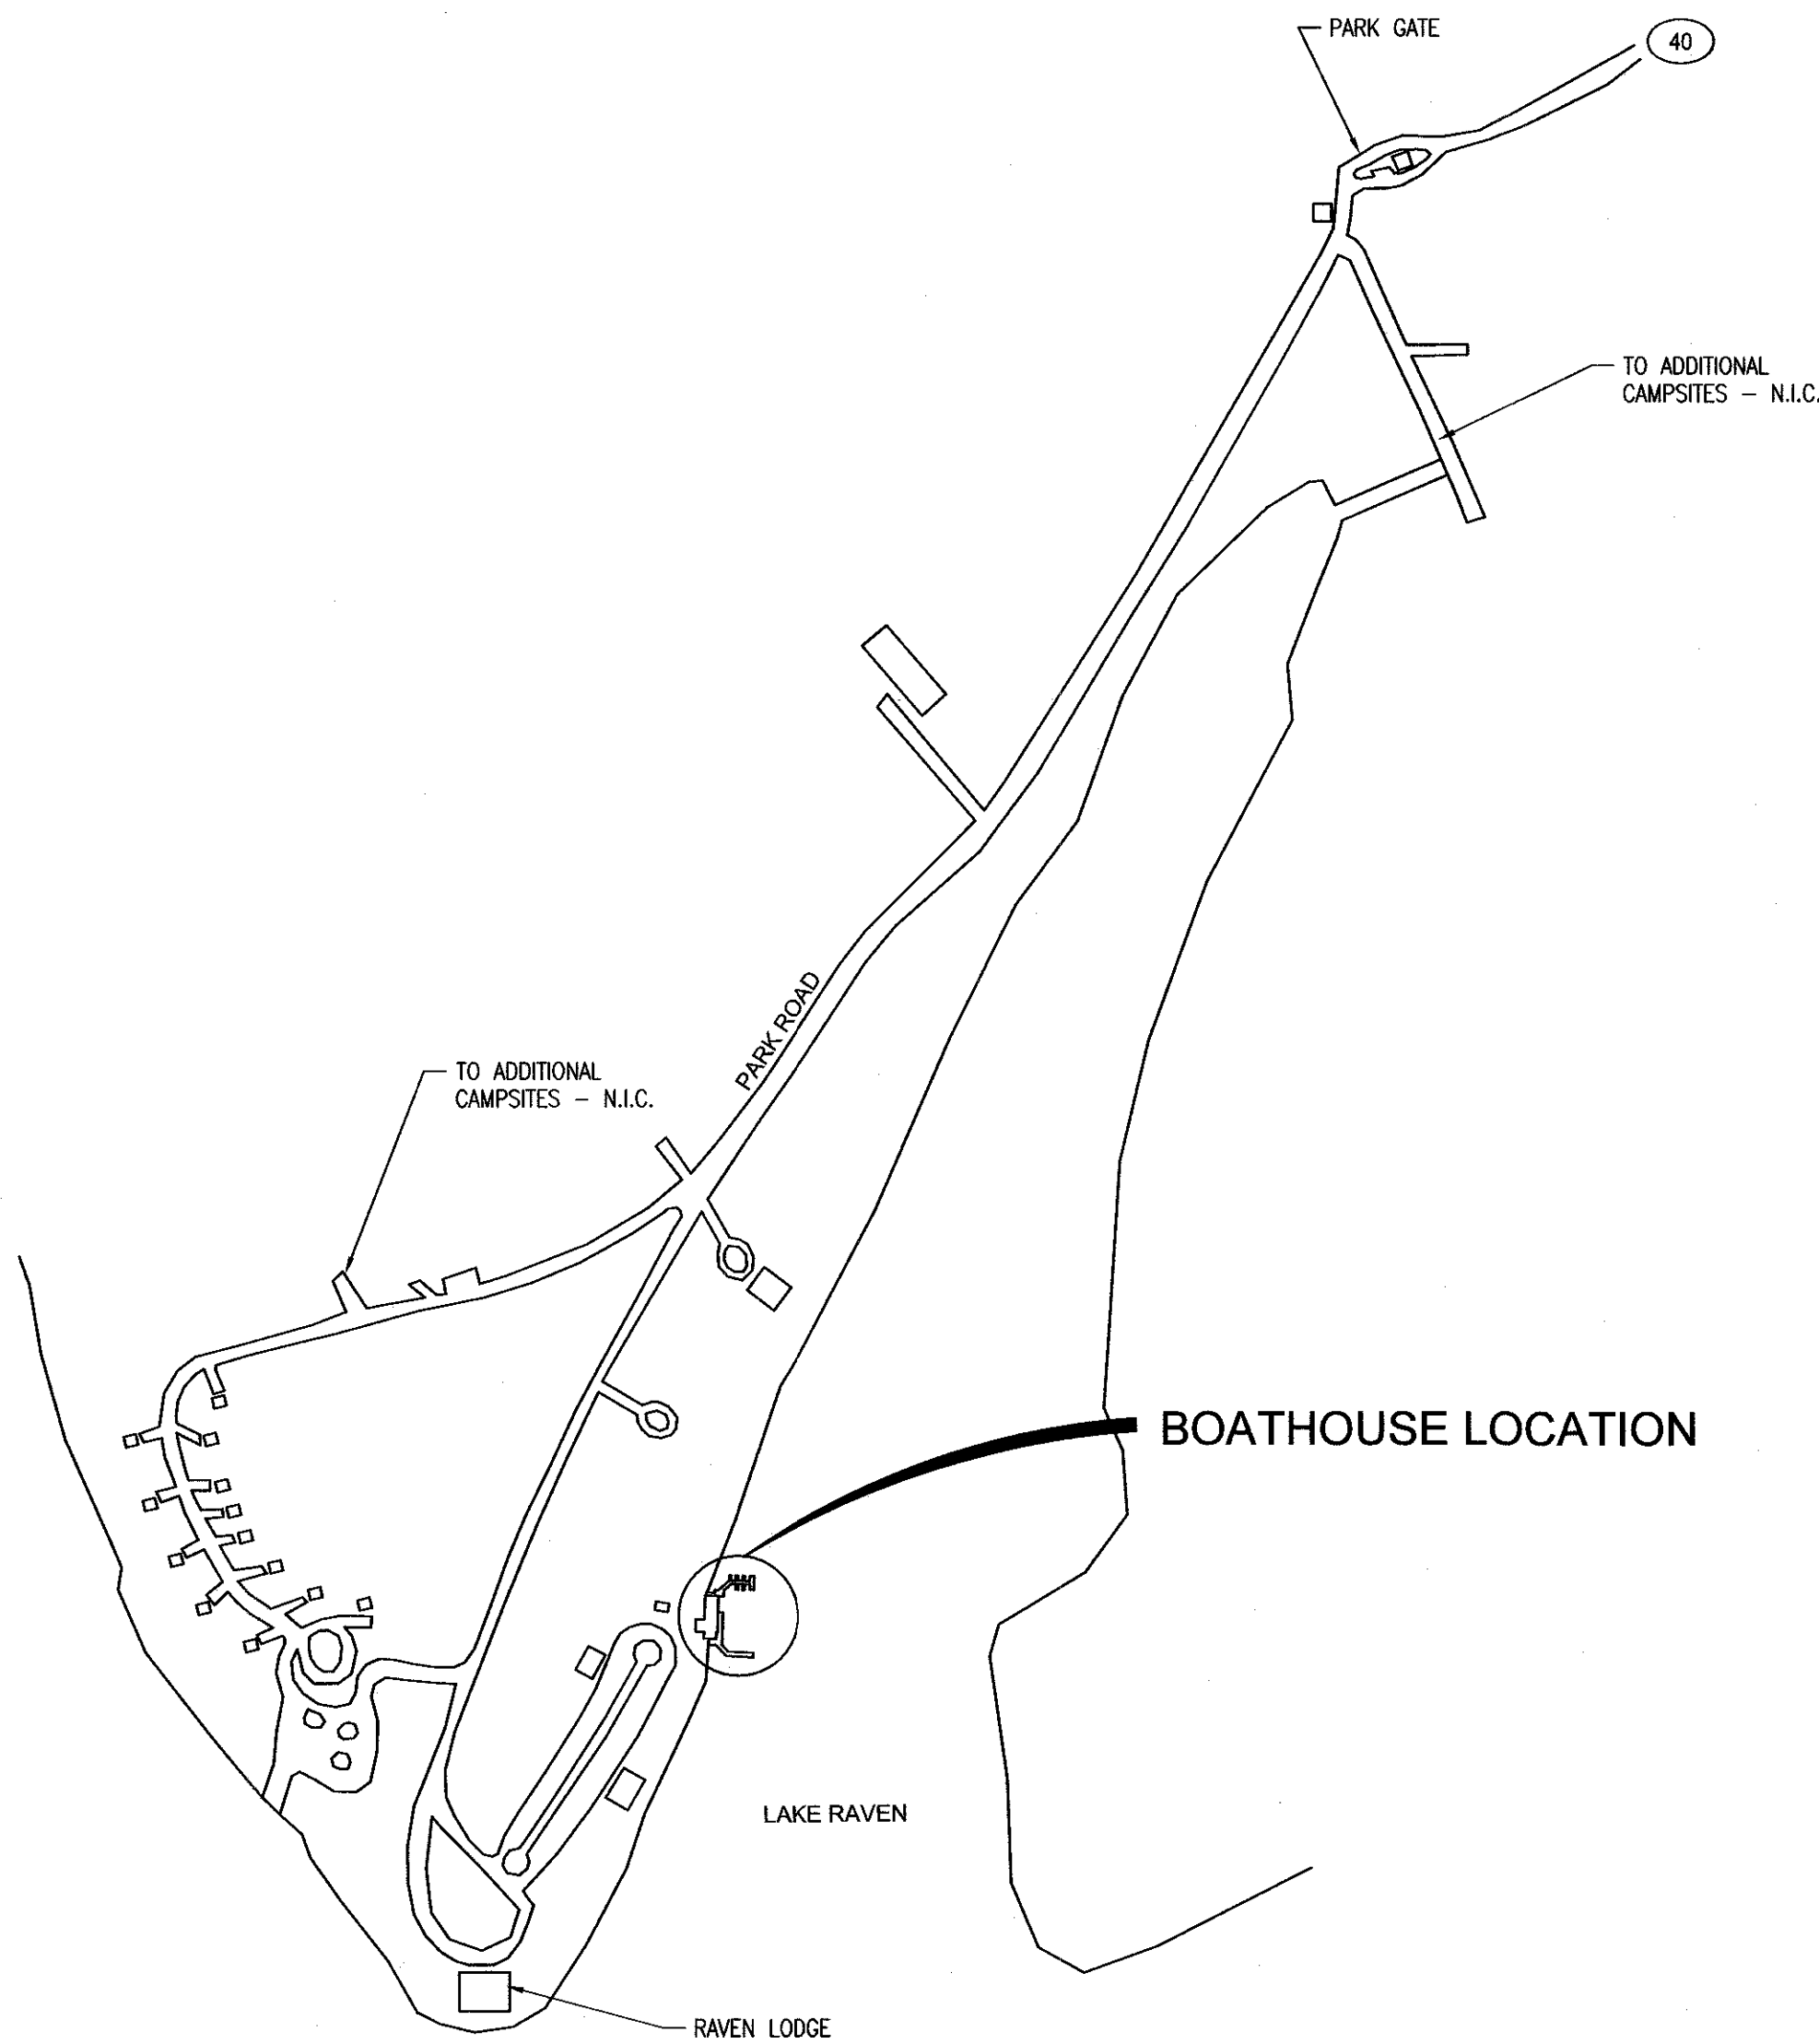 PARK GATE
40
TO ADDITIONAL
CAMPSITES – N.I.C.
PARK ROAD
TO ADDITIONAL
CAMPSITES – N.I.C.
BOATHOUSE LOCATION
LAKE RAVEN
RAVEN LODGE